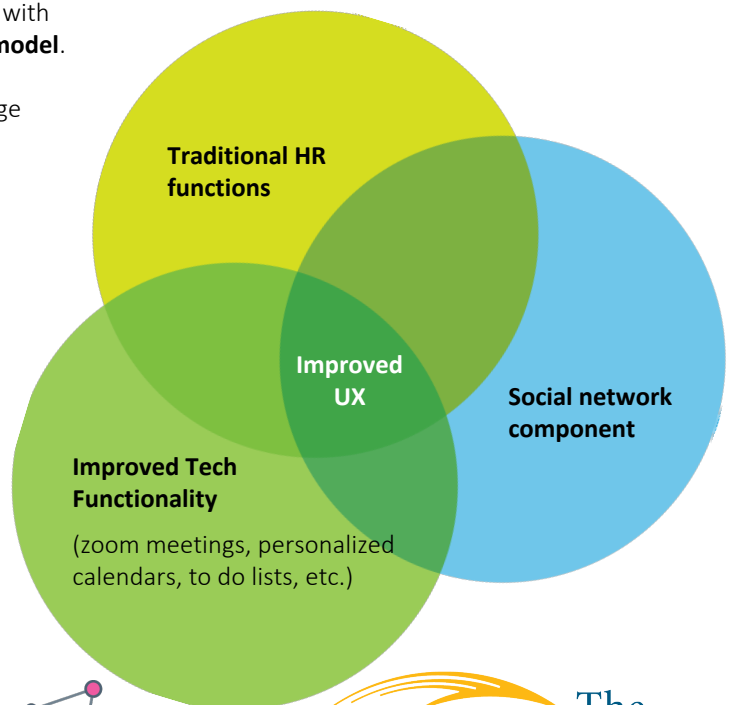 with
model.
ge
Traditional HR
functions
Improved
UX
Social network
component
Improved Tech
Functionality
(zoom meetings, personalized
calendars, to do lists, etc.)
The